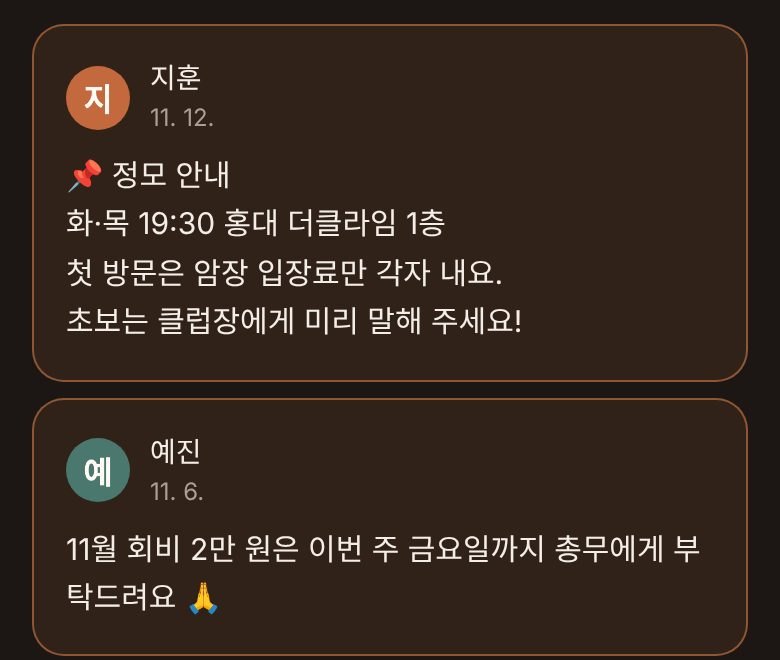 지
지훈
11. 12.
📌 정모 안내
화·목 19:30 홍대 더클라임 1층
첫 방문은 암장 입장료만 각자 내요.
초보는 클럽장에게 미리 말해 주세요!
예
예진
11. 6.
11월 회비 2만 원은 이번 주 금요일까지 총무에게 부
탁드려요 🙏